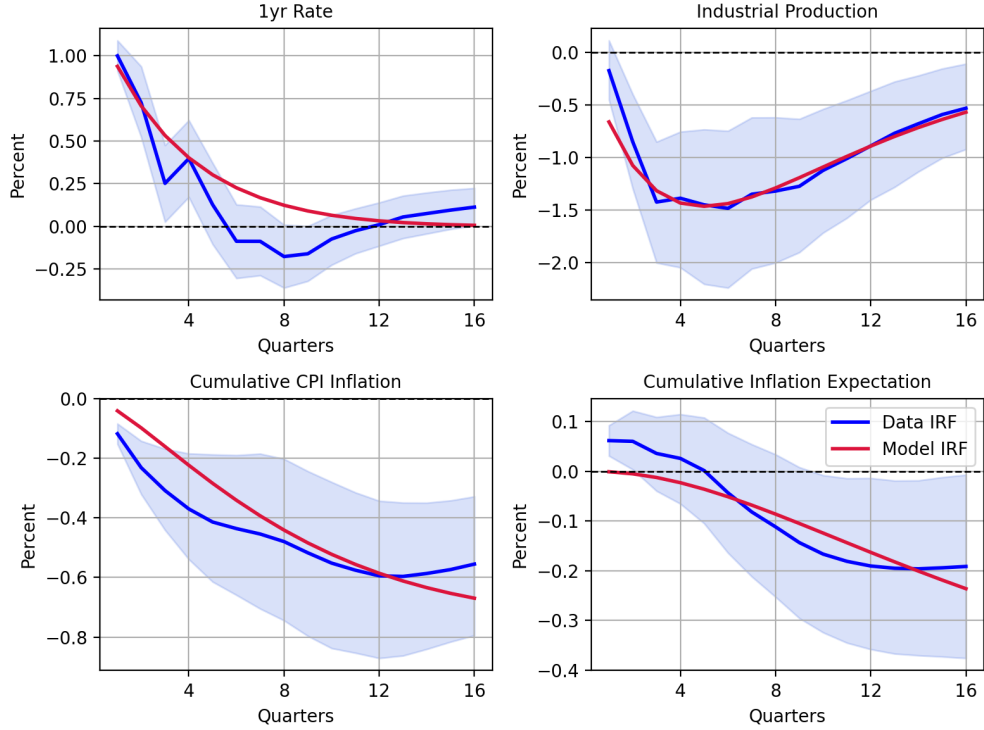 1yr Rate
Percent
1.00
0.75
0.50
0.25
0.00
−0.25
4
8
12
16
Quarters
Industrial Production
Percent
0.0
−0.5
−1.0
−1.5
−2.0
4
8
12
16
Quarters
Cumulative CPI Inflation
Percent
0.0
−0.2
−0.4
−0.6
−0.8
4
8
12
16
Quarters
Cumulative Inflation Expectation
Percent
0.1
0.0
−0.1
−0.2
−0.3
−0.4
Data IRF
Model IRF
4
8
12
16
Quarters